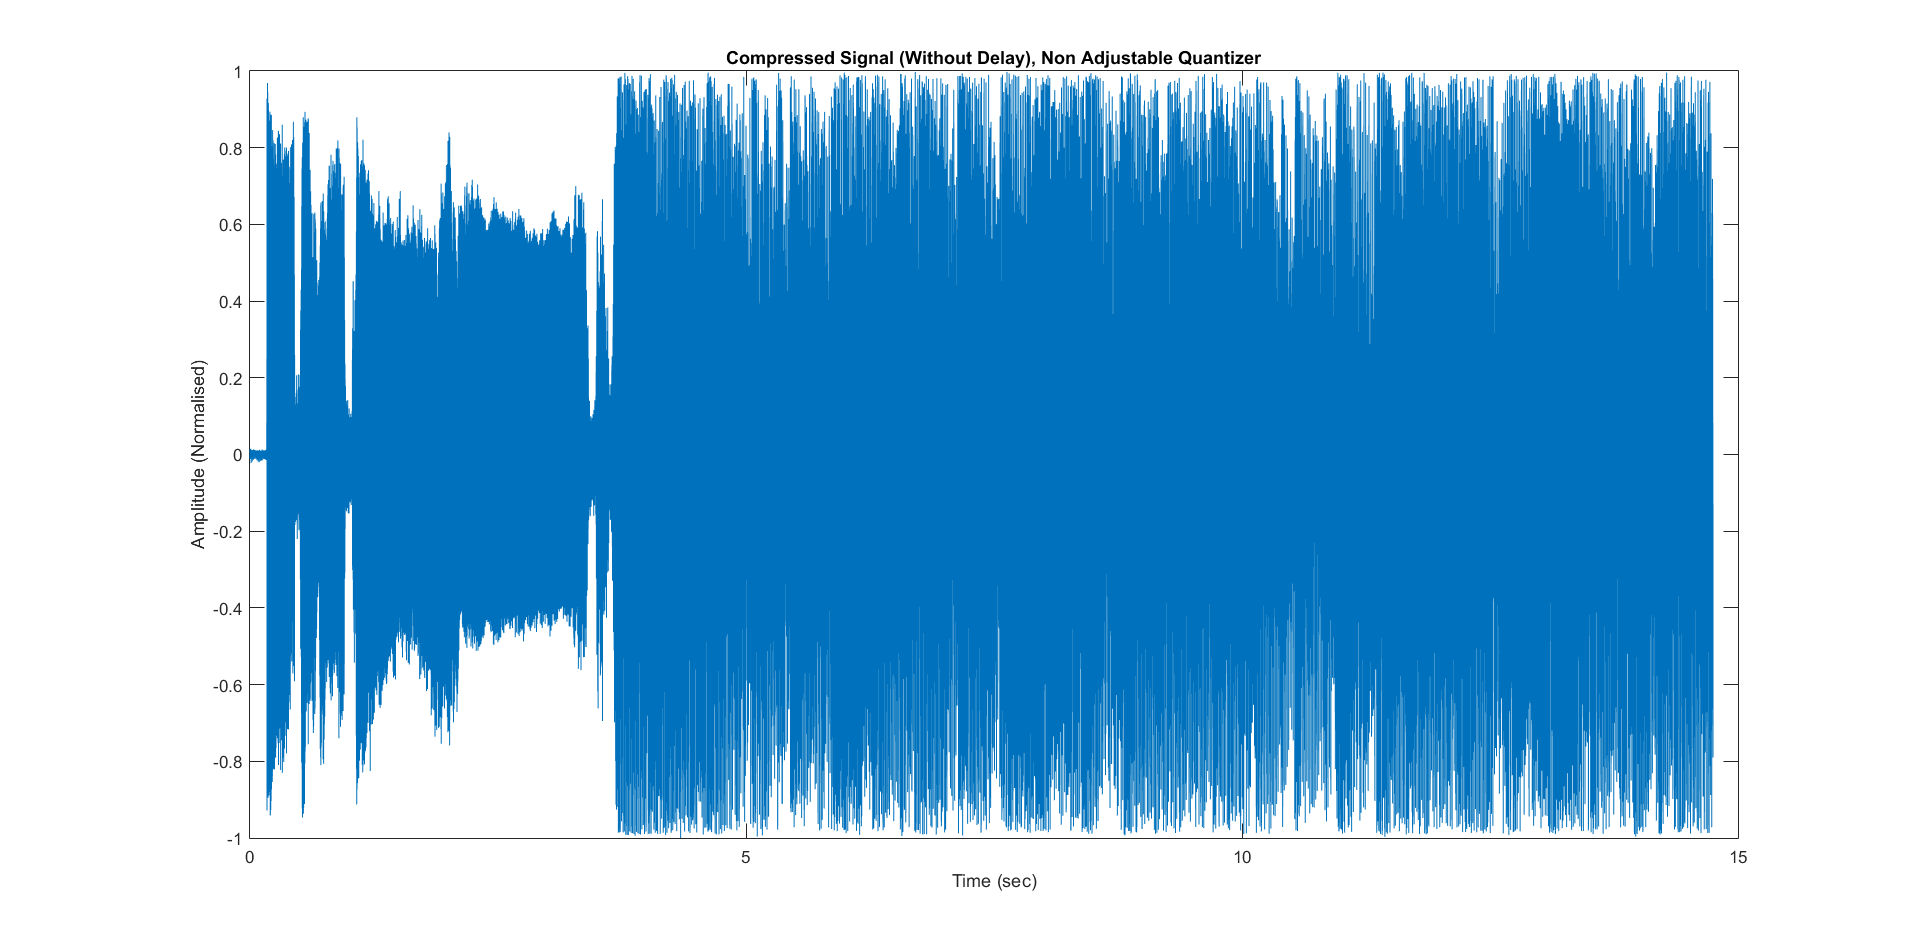 Compressed Signal (Without Delay), Non Adjustable Quantizer
1
0.8
0.6
0.4
0.2
0
-0.2
-0.4
-0.6
-0.8
-1
Amplitude (Normalised)
0 5 10 15
Time (sec)